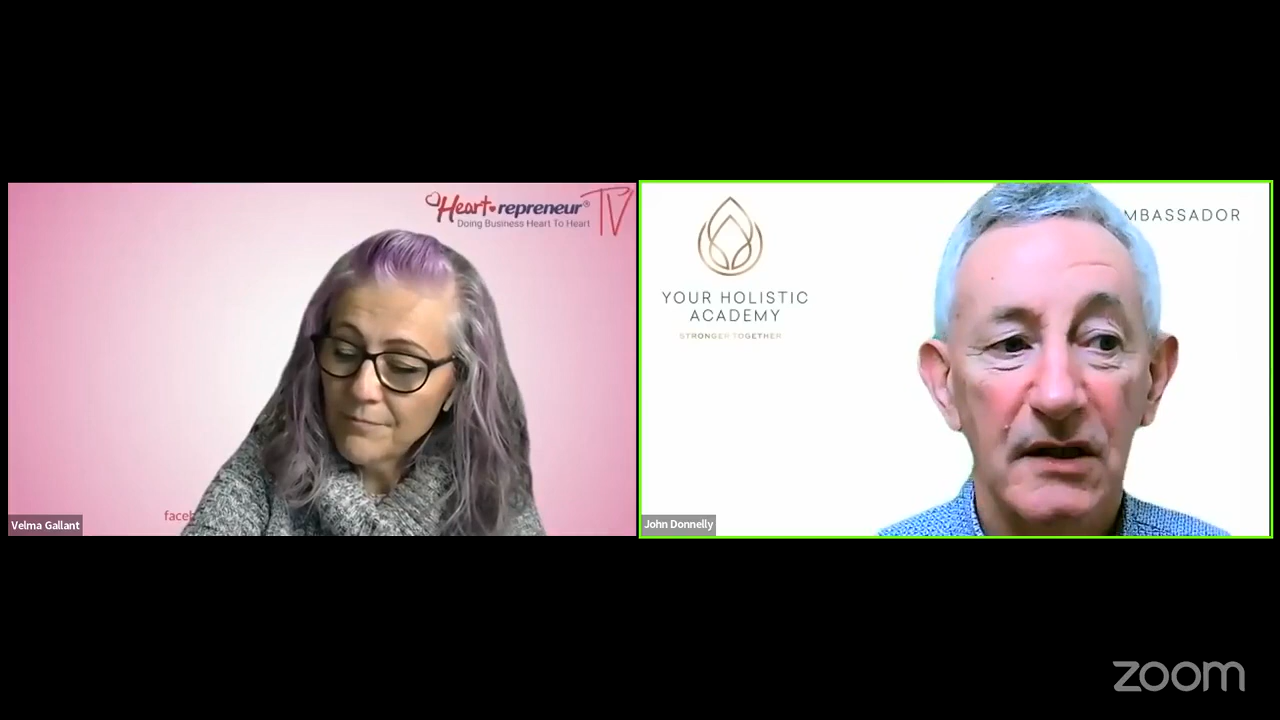 Heart repreneur® TV
Doing Business Heart To Heart
faceb
Velma Gallant
YOUR HOLISTIC
ACADEMY
STRONGER TOGETHER
MBASSADOR
John Donnelly
zoom